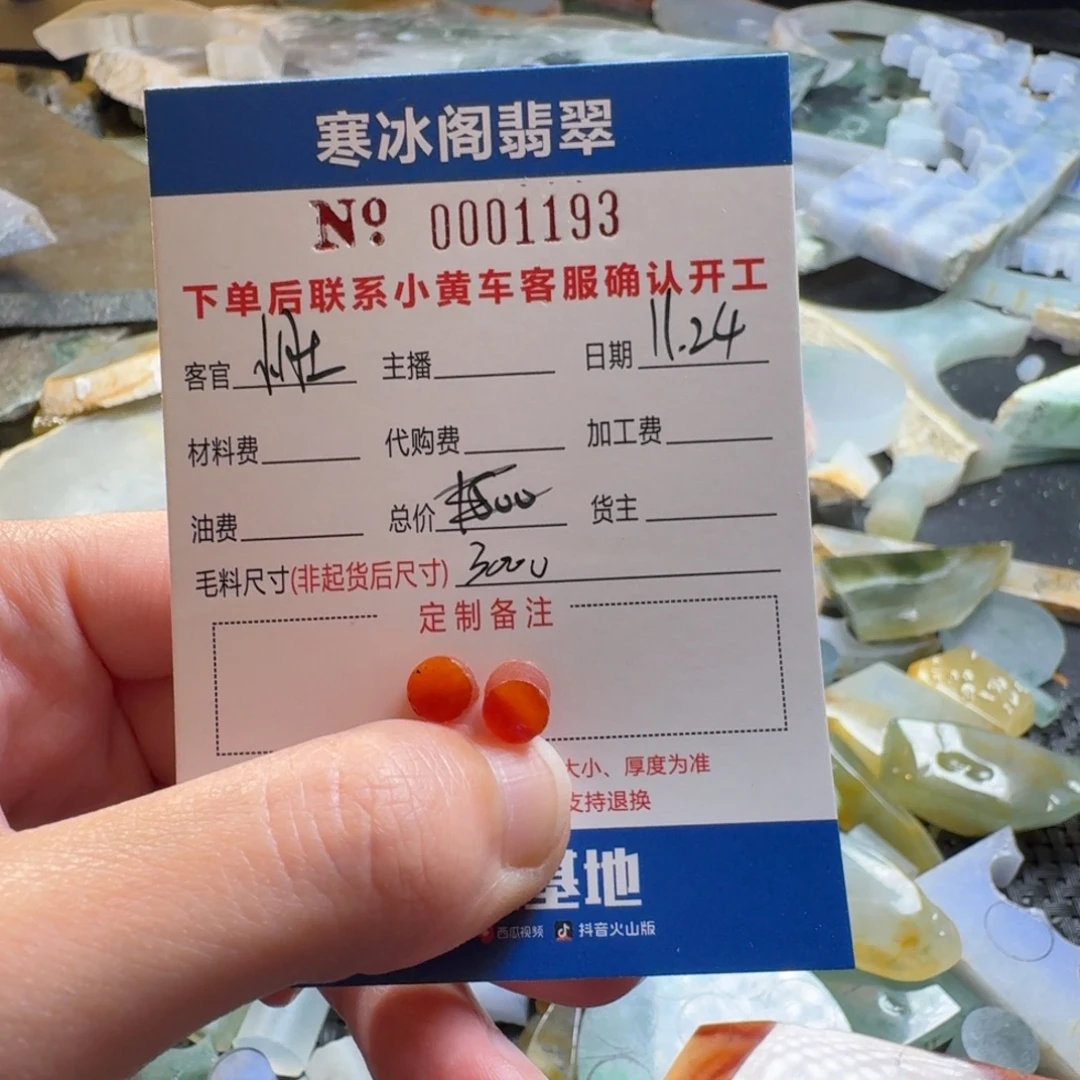 寒冰阁翡翠
No 0001193
下单后联系小黄车客服确认开工
客官 主播 日期 11.24
材料费 代购费 加工费
油费 总价 货主
毛料尺寸(非起货后尺寸)
定制备注
大小、厚度为准
支持退换
基地
西瓜视频 抖音火山版